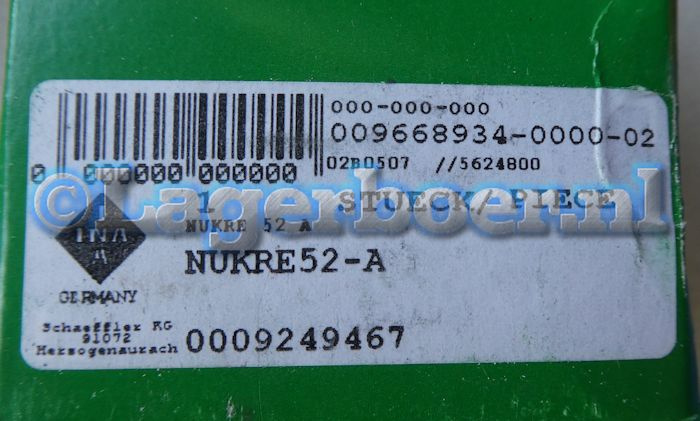 000-000-000
009668934-0000-02
0 000000 000000
02B0507 //5624800
1 STUECK/ PIECE
©Lagerboer.nl
NUKRE 52 A
INA
NUKRE52-A
GERMANY
Schaeffler KG
91072
Herzogenaurach
0009249467